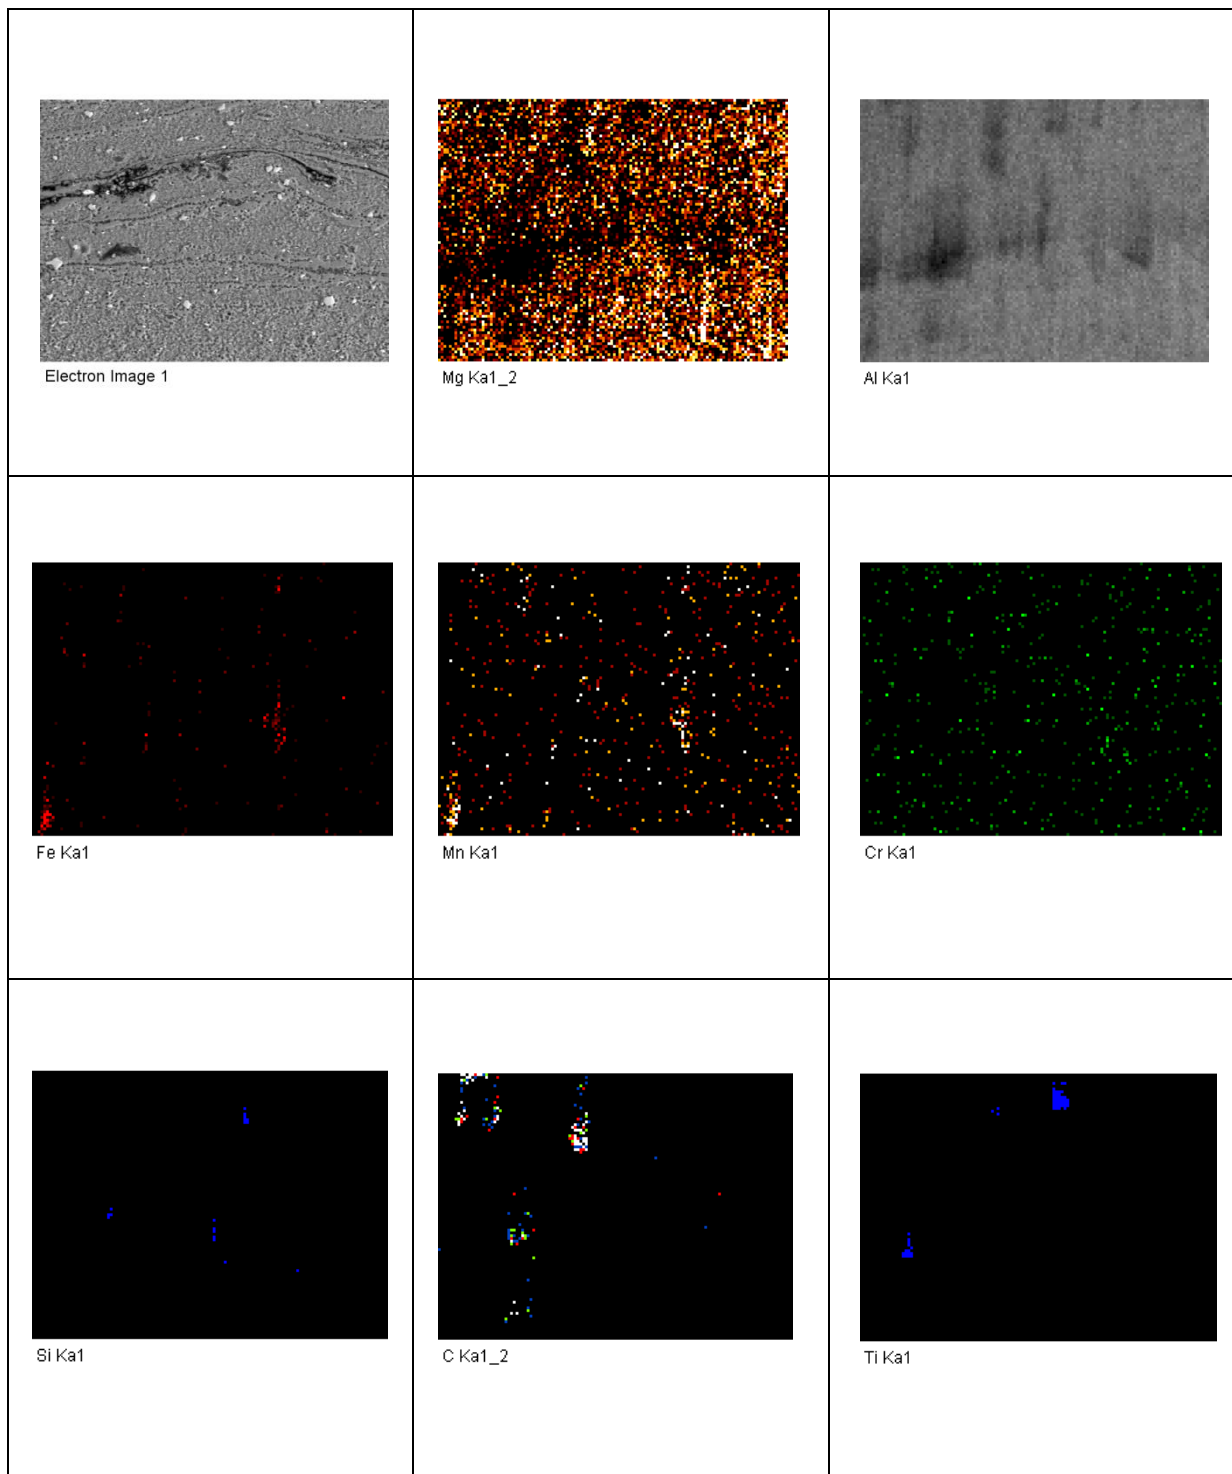 Electron Image 1
Mg Ka1_2
Al Ka1
Fe Ka1
Mn Ka1
Cr Ka1
Si Ka1
C Ka1_2
Ti Ka1